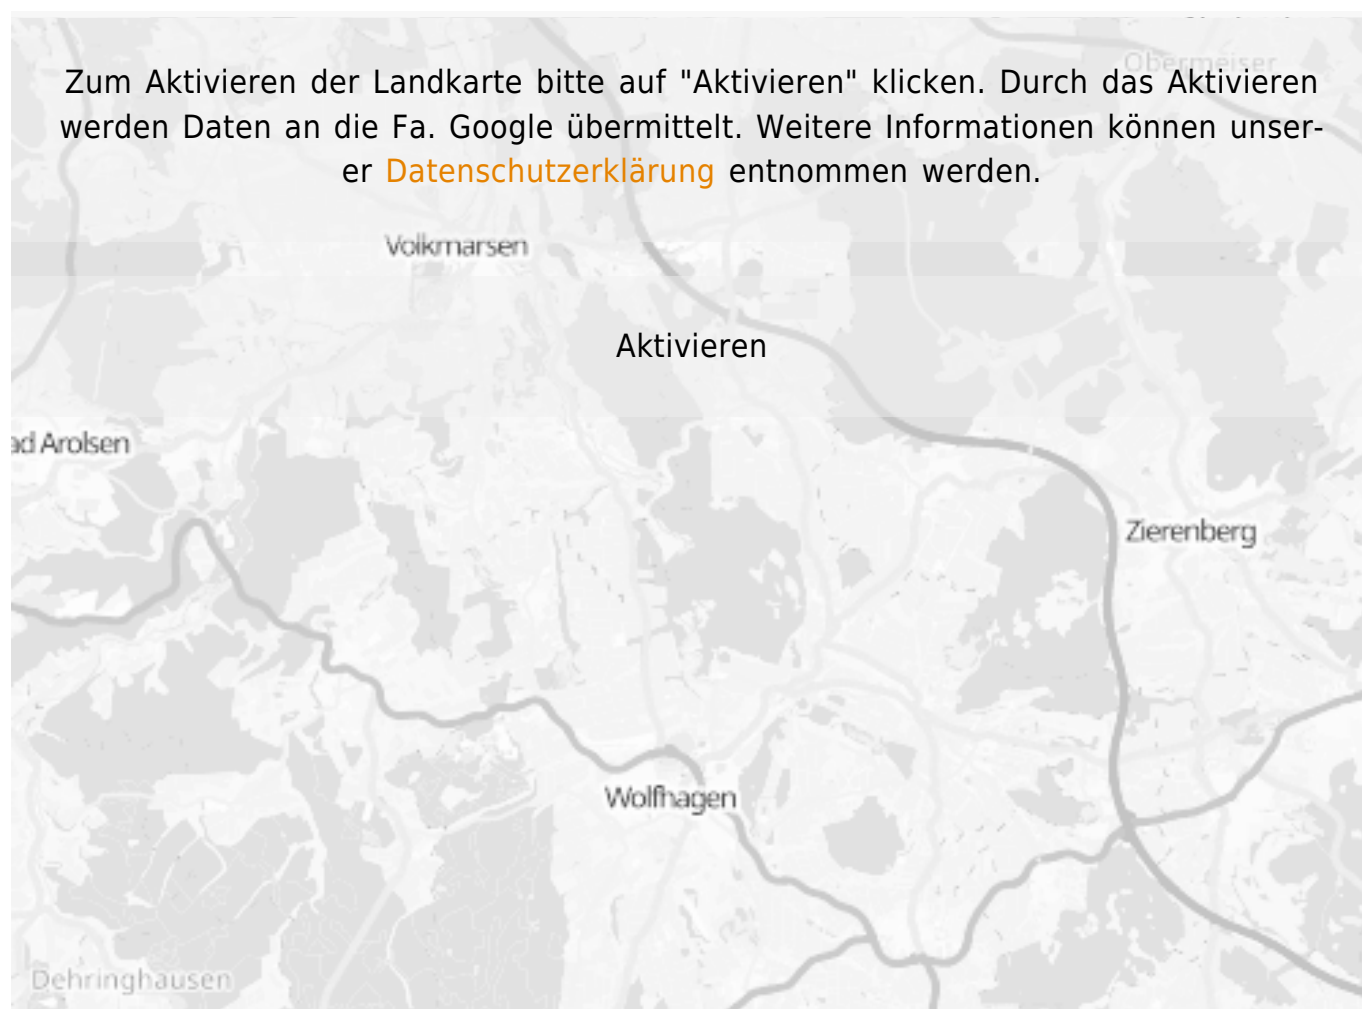 Obermeiser
Zum Aktivieren der Landkarte bitte auf "Aktivieren" klicken. Durch das Aktivieren
werden Daten an die Fa. Google übermittelt. Weitere Informationen können unser-
er Datenschutzerklärung entnommen werden.
Volkmarsen
Aktivieren
ad Arolsen
Zierenberg
Wolfhagen
Dehringhausen